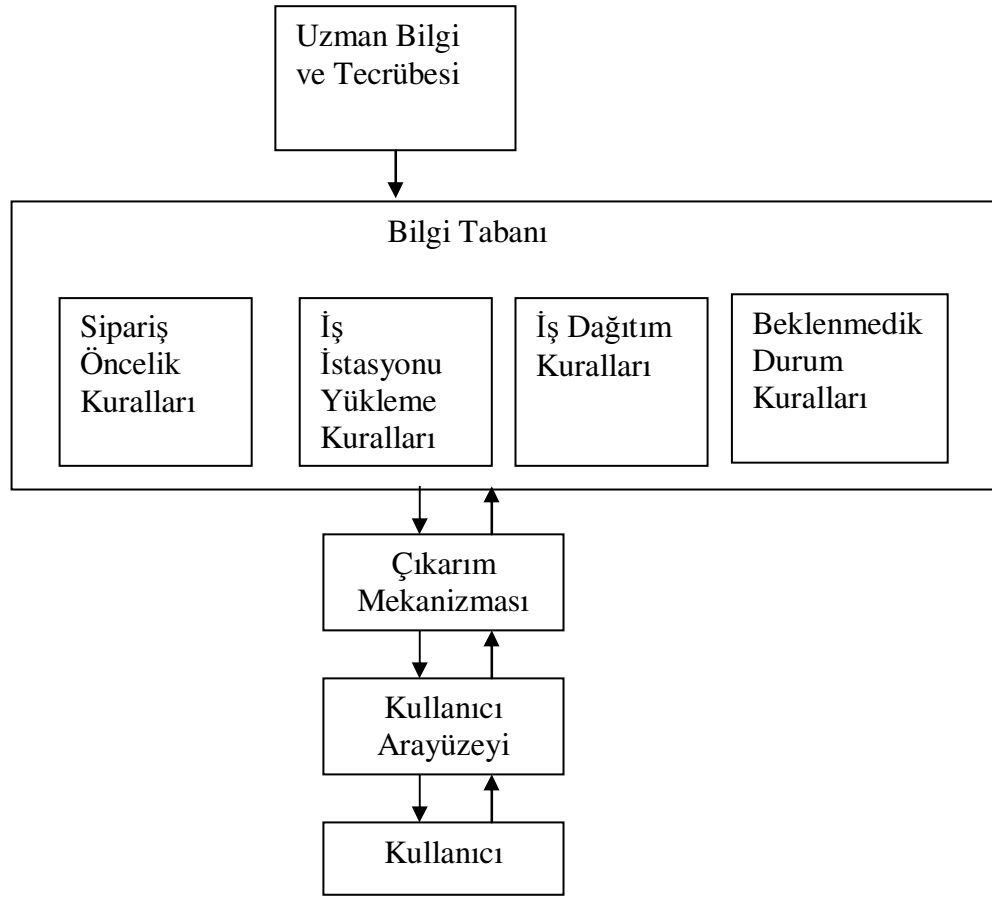 Uzman Bilgi
ve Tecrübesi
Bilgi Tabanı
Sipariş
Öncelik
Kuralları
İş
İstasyonu
Yükleme
Kuralları
İş Dağıtım
Kuralları
Beklenmedik
Durum
Kuralları
Çıkarım
Mekanizması
Kullanıcı
Arayüzeyi
Kullanıcı